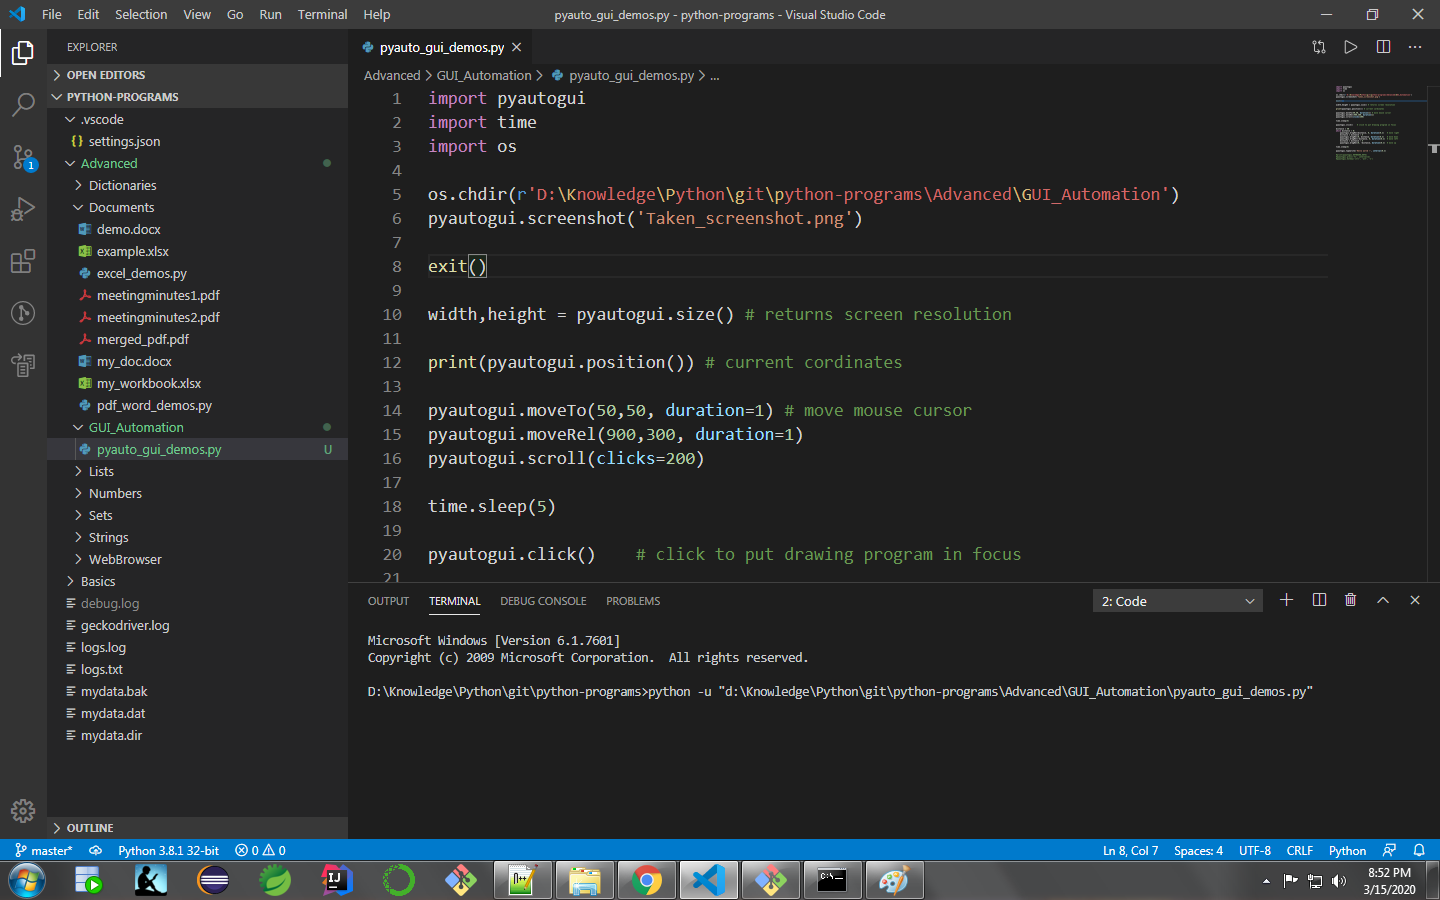 File Edit Selection View Go Run Terminal Help
pyauto_gui_demos.py - python-programs - Visual Studio Code
EXPLORER
OPEN EDITORS
PYTHON-PROGRAMS
.vscode
{} settings.json
Advanced
Dictionaries
Documents
demo.docx
example.xlsx
excel_demos.py
meetingminutes1.pdf
meetingminutes2.pdf
merged_pdf.pdf
my_doc.docx
my_workbook.xlsx
pdf_word_demos.py
GUI_Automation
pyauto_gui_demos.py U
Lists
Numbers
Sets
Strings
WebBrowser
Basics
debug.log
geckodriver.log
logs.log
logs.txt
mydata.bak
mydata.dat
mydata.dir
OUTLINE
1
pyauto_gui_demos.py
Advanced > GUI_Automation > pyauto_gui_demos.py > ...
1 import pyautogui
2 import time
3 import os
4
5 os.chdir(r'D:\Knowledge\Python\git\python-programs\Advanced\GUI_Automation')
6 pyautogui.screenshot('Taken_screenshot.png')
7
8 exit()
9
10 width,height = pyautogui.size() # returns screen resolution
11
12 print(pyautogui.position()) # current cordinates
13
14 pyautogui.moveTo(50,50, duration=1) # move mouse cursor
15 pyautogui.moveRel(900,300, duration=1)
16 pyautogui.scroll(clicks=200)
17
18 time.sleep(5)
19
20 pyautogui.click() # click to put drawing program in focus
21
OUTPUT TERMINAL DEBUG CONSOLE PROBLEMS
2: Code
Microsoft Windows [Version 6.1.7601]
Copyright (c) 2009 Microsoft Corporation. All rights reserved.
D:\Knowledge\Python\git\python-programs>python -u "d:\Knowledge\Python\git\python-programs\Advanced\GUI_Automation\pyauto_gui_demos.py"
master* Python 3.8.1 32-bit 0 0
Ln 8, Col 7 Spaces: 4 UTF-8 CRLF Python
8:52 PM
3/15/2020